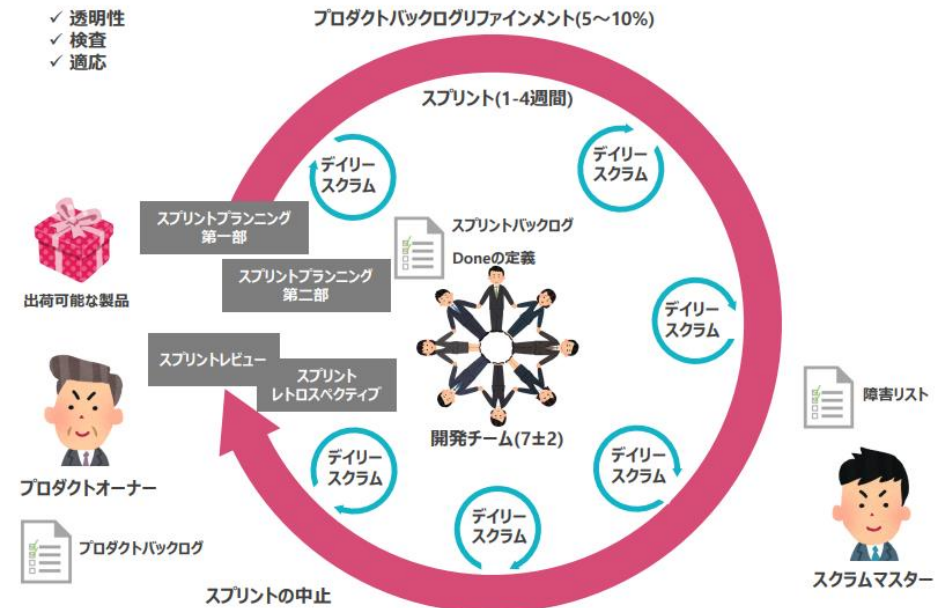 ✓ 透明性
✓ 検査
✓ 適応
プロダクトバックログリファインメント(5～10%)
スプリント(1-4週間)
デイリー
スクラム
デイリー
スクラム
スプリントプランニング
第一部
スプリントバックログ
Doneの定義
スプリントプランニング
第二部
出荷可能な製品
デイリー
スクラム
スプリントレビュー
スプリント
レトロスペクティブ
障害リスト
開発チーム(7±2)
デイリー
スクラム
デイリー
スクラム
プロダクトオーナー
デイリー
スクラム
プロダクトバックログ
スクラムマスター
スプリントの中止